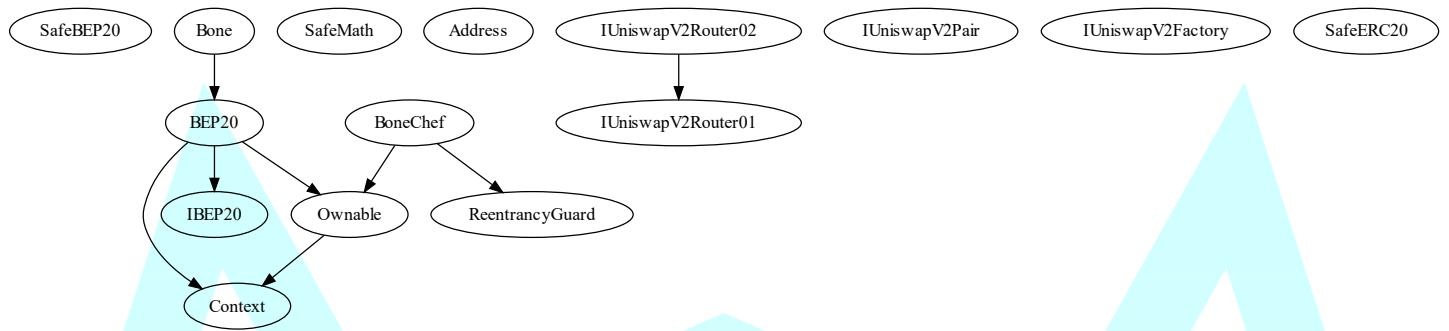 SafeBEP20 Bone SafeMath Address IUniswapV2Router02 IUniswapV2Pair IUniswapV2Factory SafeERC20
BEP20 BoneChef IUniswapV2Router01
IBEP20 Ownable ReentrancyGuard
Context